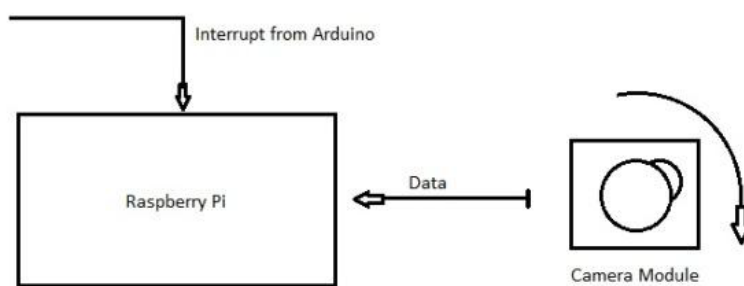 Interrupt from Arduino
Data
Raspberry Pi
Camera Module